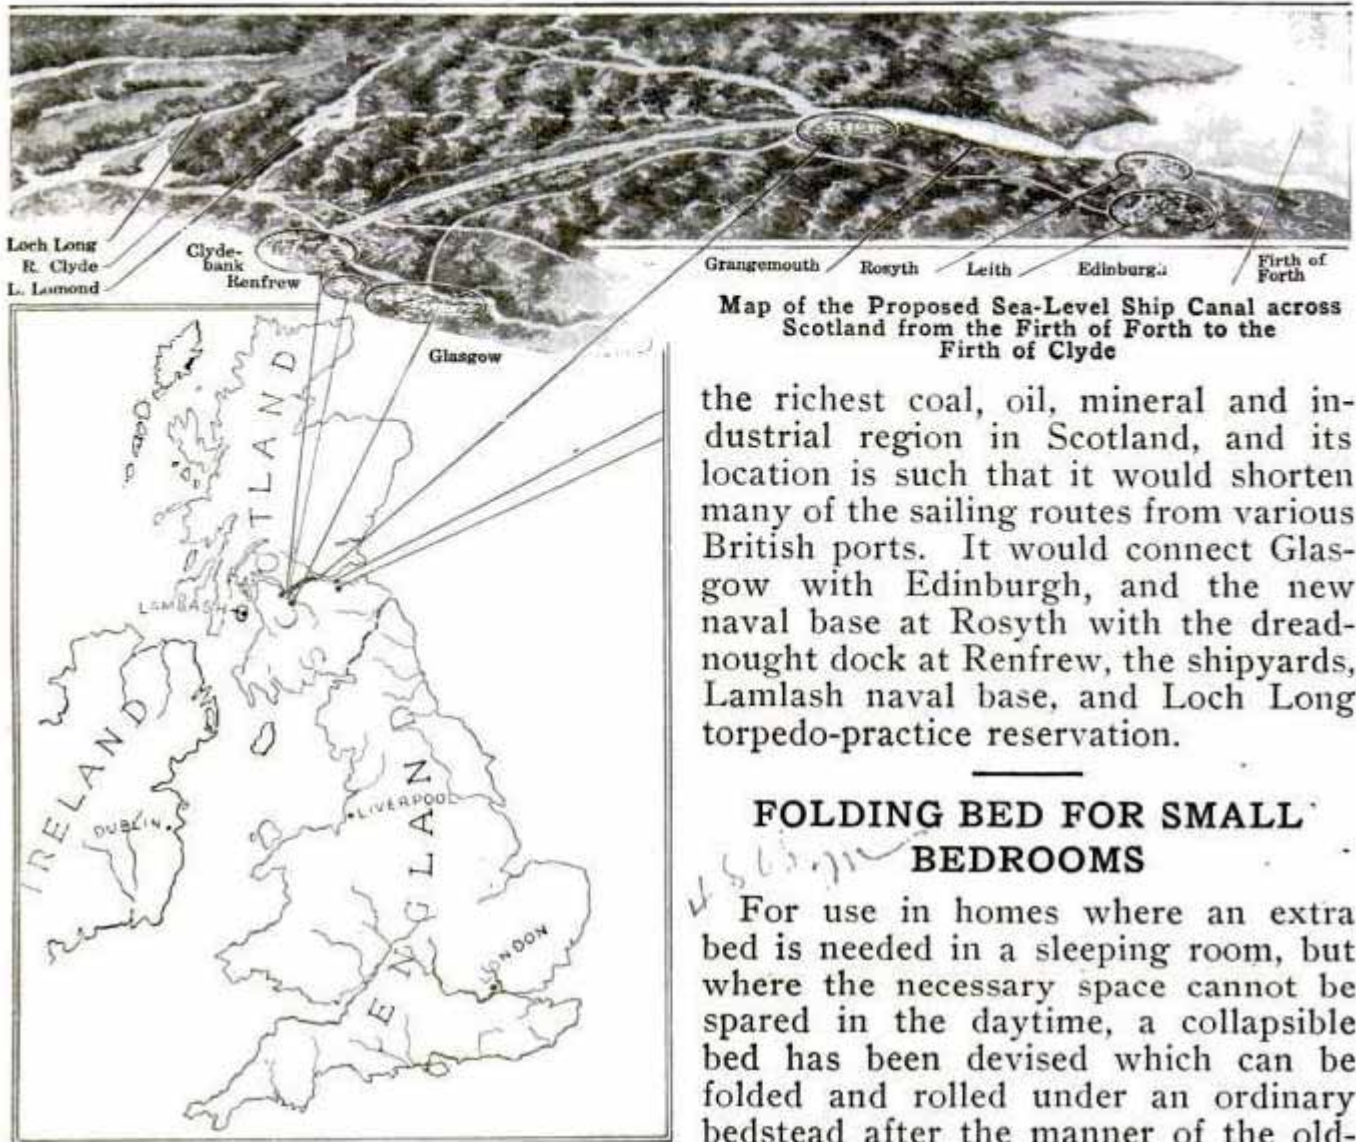 Loch Long
R. Clyde
L. Lomond
Clyde-
bank
Renfrew
Glasgow
Grangemouth
Rosyth
Leith
Edinburgh
Firth of
Forth
Map of the Proposed Sea-Level Ship Canal across
Scotland from the Firth of Forth to the
Firth of Clyde
SCOTLAND
LAMLASH
IRELAND
DUBLIN
LIVERPOOL
ENGLAND
LONDON
the richest coal, oil, mineral and in-
dustrial region in Scotland, and its
location is such that it would shorten
many of the sailing routes from various
British ports. It would connect Glas-
gow with Edinburgh, and the new
naval base at Rosyth with the dread-
nought dock at Renfrew, the shipyards,
Lamlash naval base, and Loch Long
torpedo-practice reservation.
FOLDING BED FOR SMALL
BEDROOMS
For use in homes where an extra
bed is needed in a sleeping room, but
where the necessary space cannot be
spared in the daytime, a collapsible
bed has been devised which can be
folded and rolled under an ordinary
bedstead after the manner of the old-